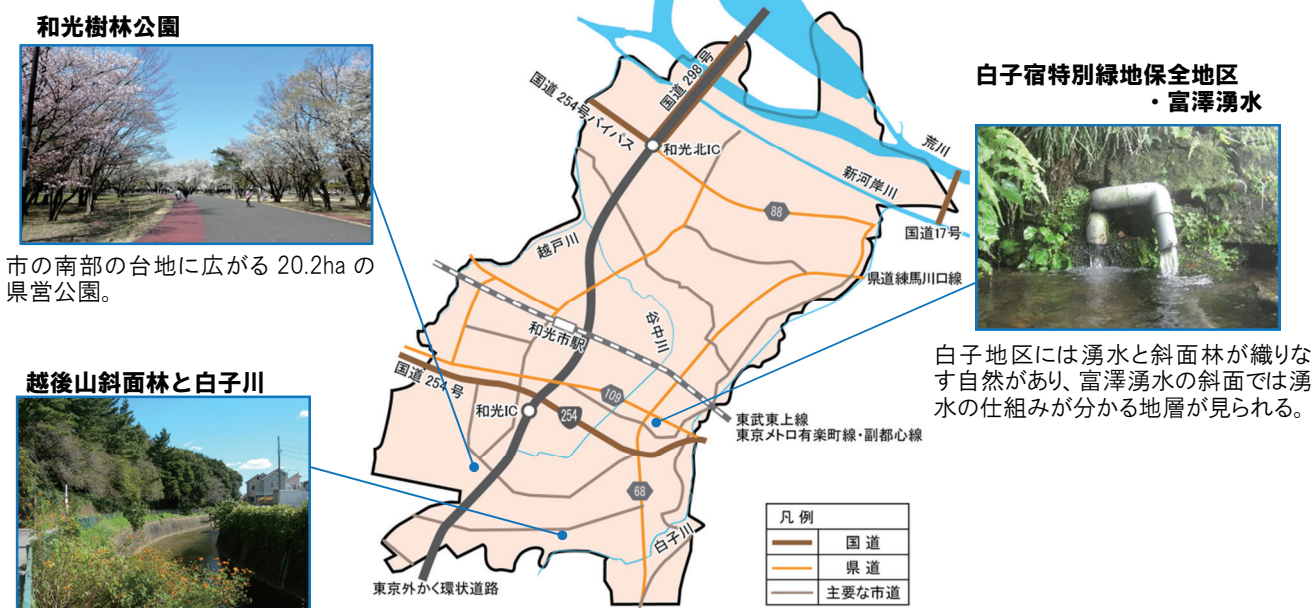 和光樹林公園
市の南部の台地に広がる 20.2ha の
県営公園。
越後山斜面林と白子川
国道 298 号
国道 254号バイパス
和光北IC
荒川
新河岸川
88
国道17号
越戸川
県道練馬川口線
谷中川
和光市駅
国道 254 号
109
和光IC
254
東武東上線
東京メトロ有楽町線・副都心線
68
白子川
東京外かく環状道路
凡 例
国 道
県 道
主要な市道
白子宿特別緑地保全地区
・富澤湧水
白子地区には湧水と斜面林が織りな
す自然があり、富澤湧水の斜面では湧
水の仕組みが分かる地層が見られる。